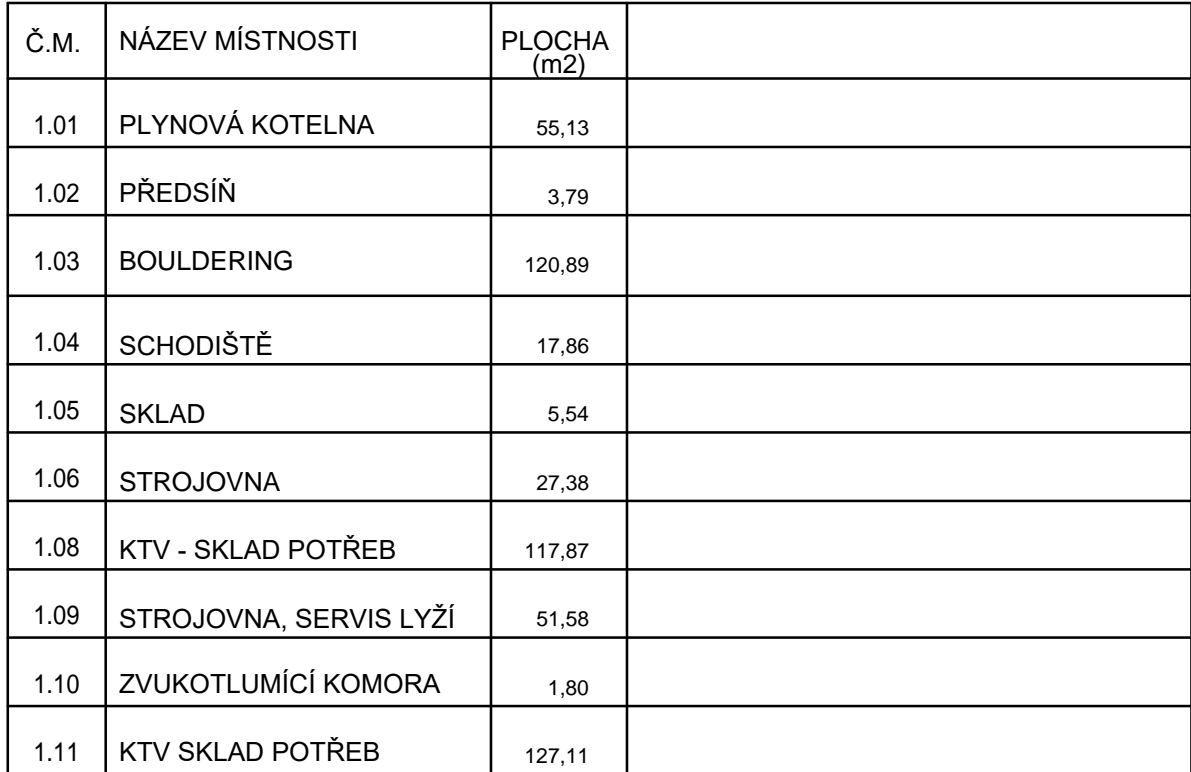 Č.M. NÁZEV MÍSTNOSTI PLOCHA
(m2)
1.01 PLYNOVÁ KOTELNA 55,13
1.02 PŘEDSÍŇ 3,79
1.03 BOULDERING 120,89
1.04 SCHODIŠTĚ 17,86
1.05 SKLAD 5,54
1.06 STROJOVNA 27,38
1.08 KTV - SKLAD POTŘEB 117,87
1.09 STROJOVNA, SERVIS LYŽÍ 51,58
1.10 ZVUKOTLUMÍCÍ KOMORA 1,80
1.11 KTV SKLAD POTŘEB 127,11